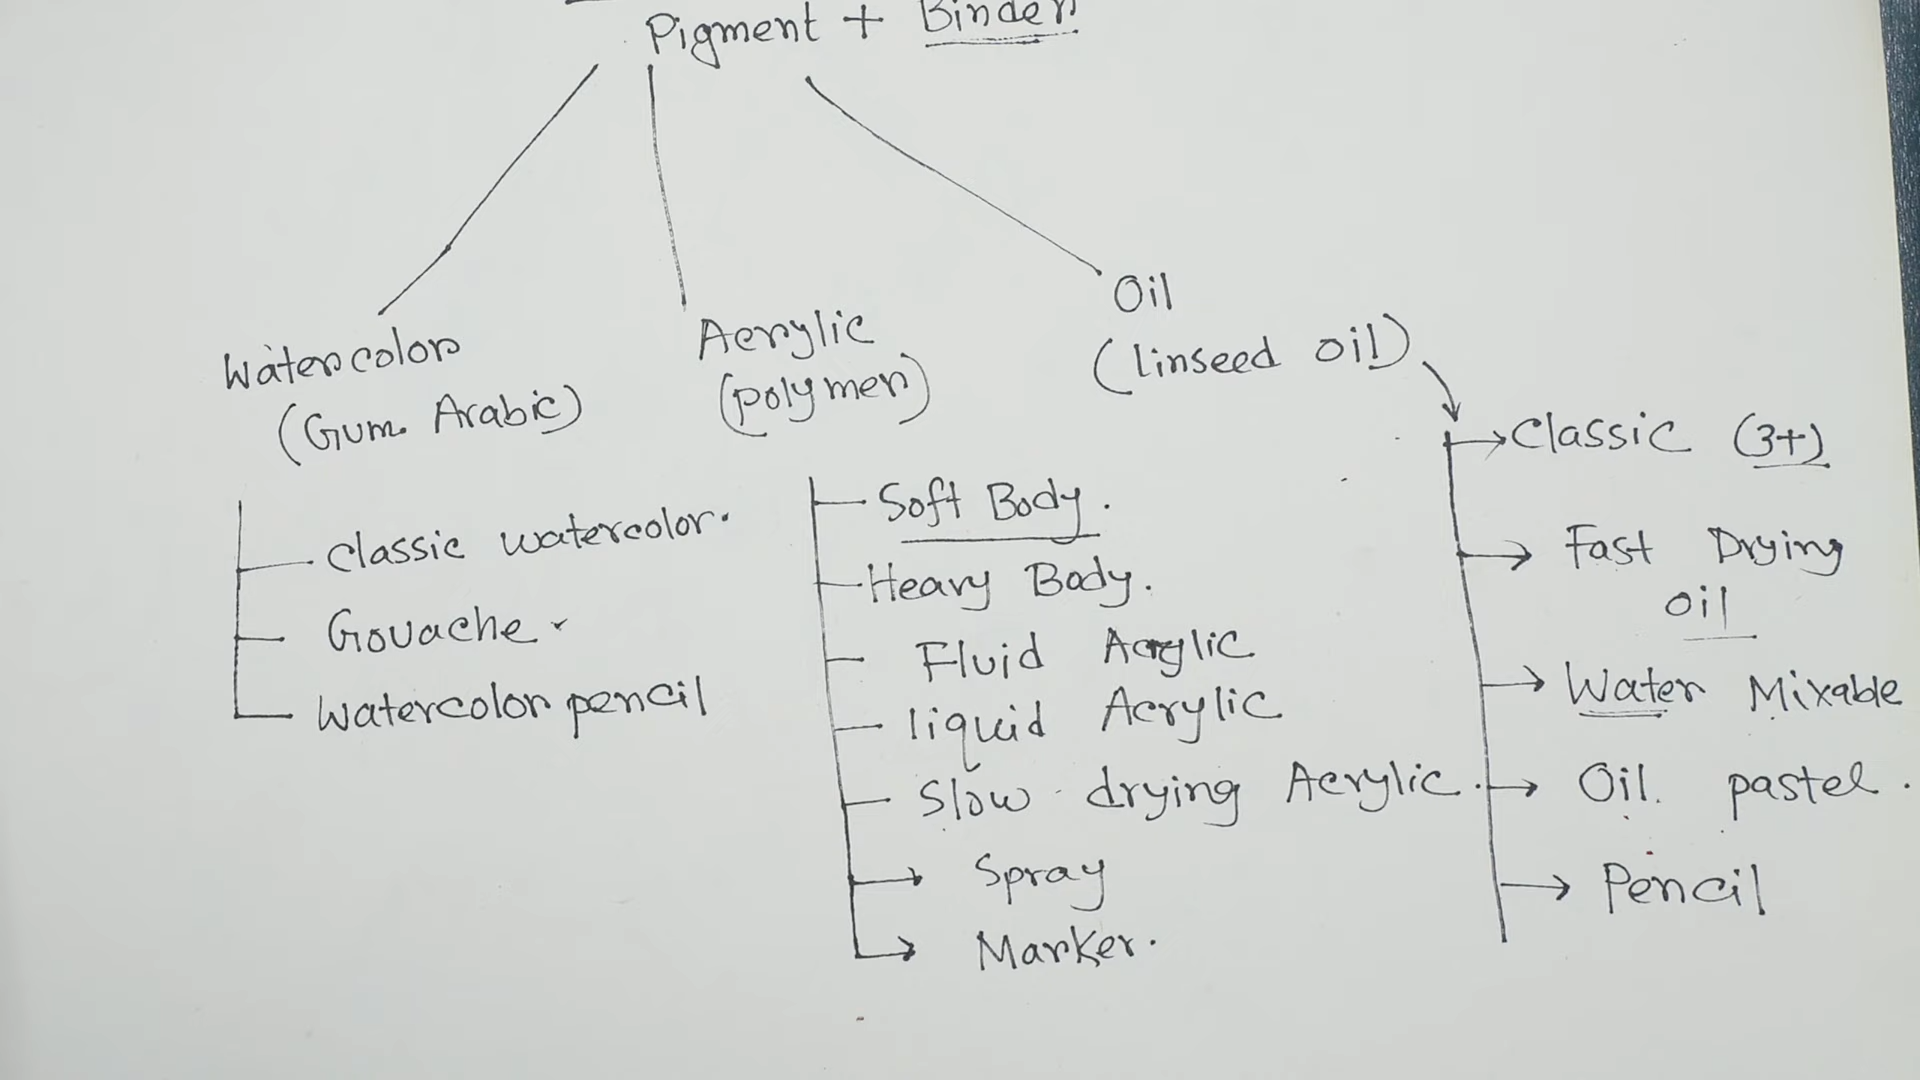 Pigment + Binder
Watercolor
(Gum Arabic)
Classic watercolor.
Gouache
Watercolor pencil
Acrylic
(polymer)
Soft Body.
Heavy Body.
Fluid Acrylic
liquid Acrylic
Slow drying Acrylic.
Spray
Marker.
Oil
(linseed oil)
Classic (3+)
Fast Drying
Oil
Water Mixable
Oil pastel.
Pencil